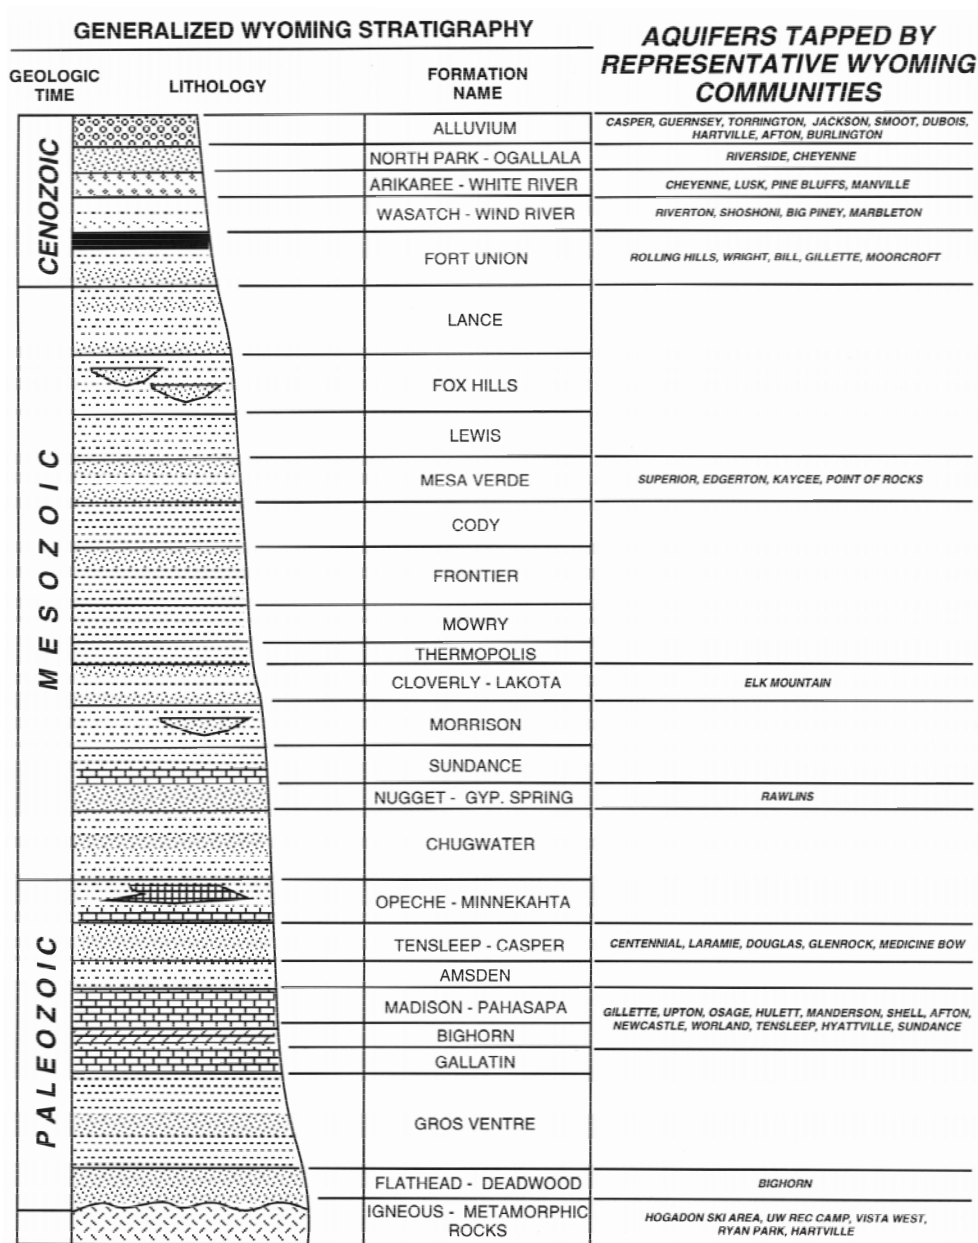 GENERALIZED WYOMING STRATIGRAPHY
AQUIFERS TAPPED BY
REPRESENTATIVE WYOMING
COMMUNITIES
GEOLOGIC
TIME
LITHOLOGY
FORMATION
NAME
CENOZOIC
ALLUVIUM
CASPER, GUERNSEY, TORRINGTON, JACKSON, SMOOT, DUBOIS,
HARTVILLE, AFTON, BURLINGTON
NORTH PARK - OGALLALA
RIVERSIDE, CHEYENNE
ARIKAREE - WHITE RIVER
CHEYENNE, LUSK, PINE BLUFFS, MANVILLE
WASATCH - WIND RIVER
RIVERTON, SHOSHONI, BIG PINEY, MARBLETON
FORT UNION
ROLLING HILLS, WRIGHT, BILL, GILLETTE, MOORCROFT
MESOZOIC
LANCE
FOX HILLS
LEWIS
MESA VERDE
SUPERIOR, EDGERTON, KAYCEE, POINT OF ROCKS
CODY
FRONTIER
MOWRY
THERMOPOLIS
CLOVERLY - LAKOTA
ELK MOUNTAIN
MORRISON
SUNDANCE
NUGGET - GYP. SPRING
RAWLINS
CHUGWATER
PALEOZOIC
OPECHE - MINNEKAHTA
TENSLEEP - CASPER
CENTENNIAL, LARAMIE, DOUGLAS, GLENROCK, MEDICINE BOW
AMSDEN
MADISON - PAHASAPA
GILLETTE, UPTON, OSAGE, HULETT, MANDERSON, SHELL, AFTON,
NEWCASTLE, WORLAND, TENSLEEP, HYATTVILLE, SUNDANCE
BIGHORN
GALLATIN
GROS VENTRE
FLATHEAD - DEADWOOD
BIGHORN
IGNEOUS - METAMORPHIC
ROCKS
HOGADON SKI AREA, UW REC CAMP, VISTA WEST,
RYAN PARK, HARTVILLE